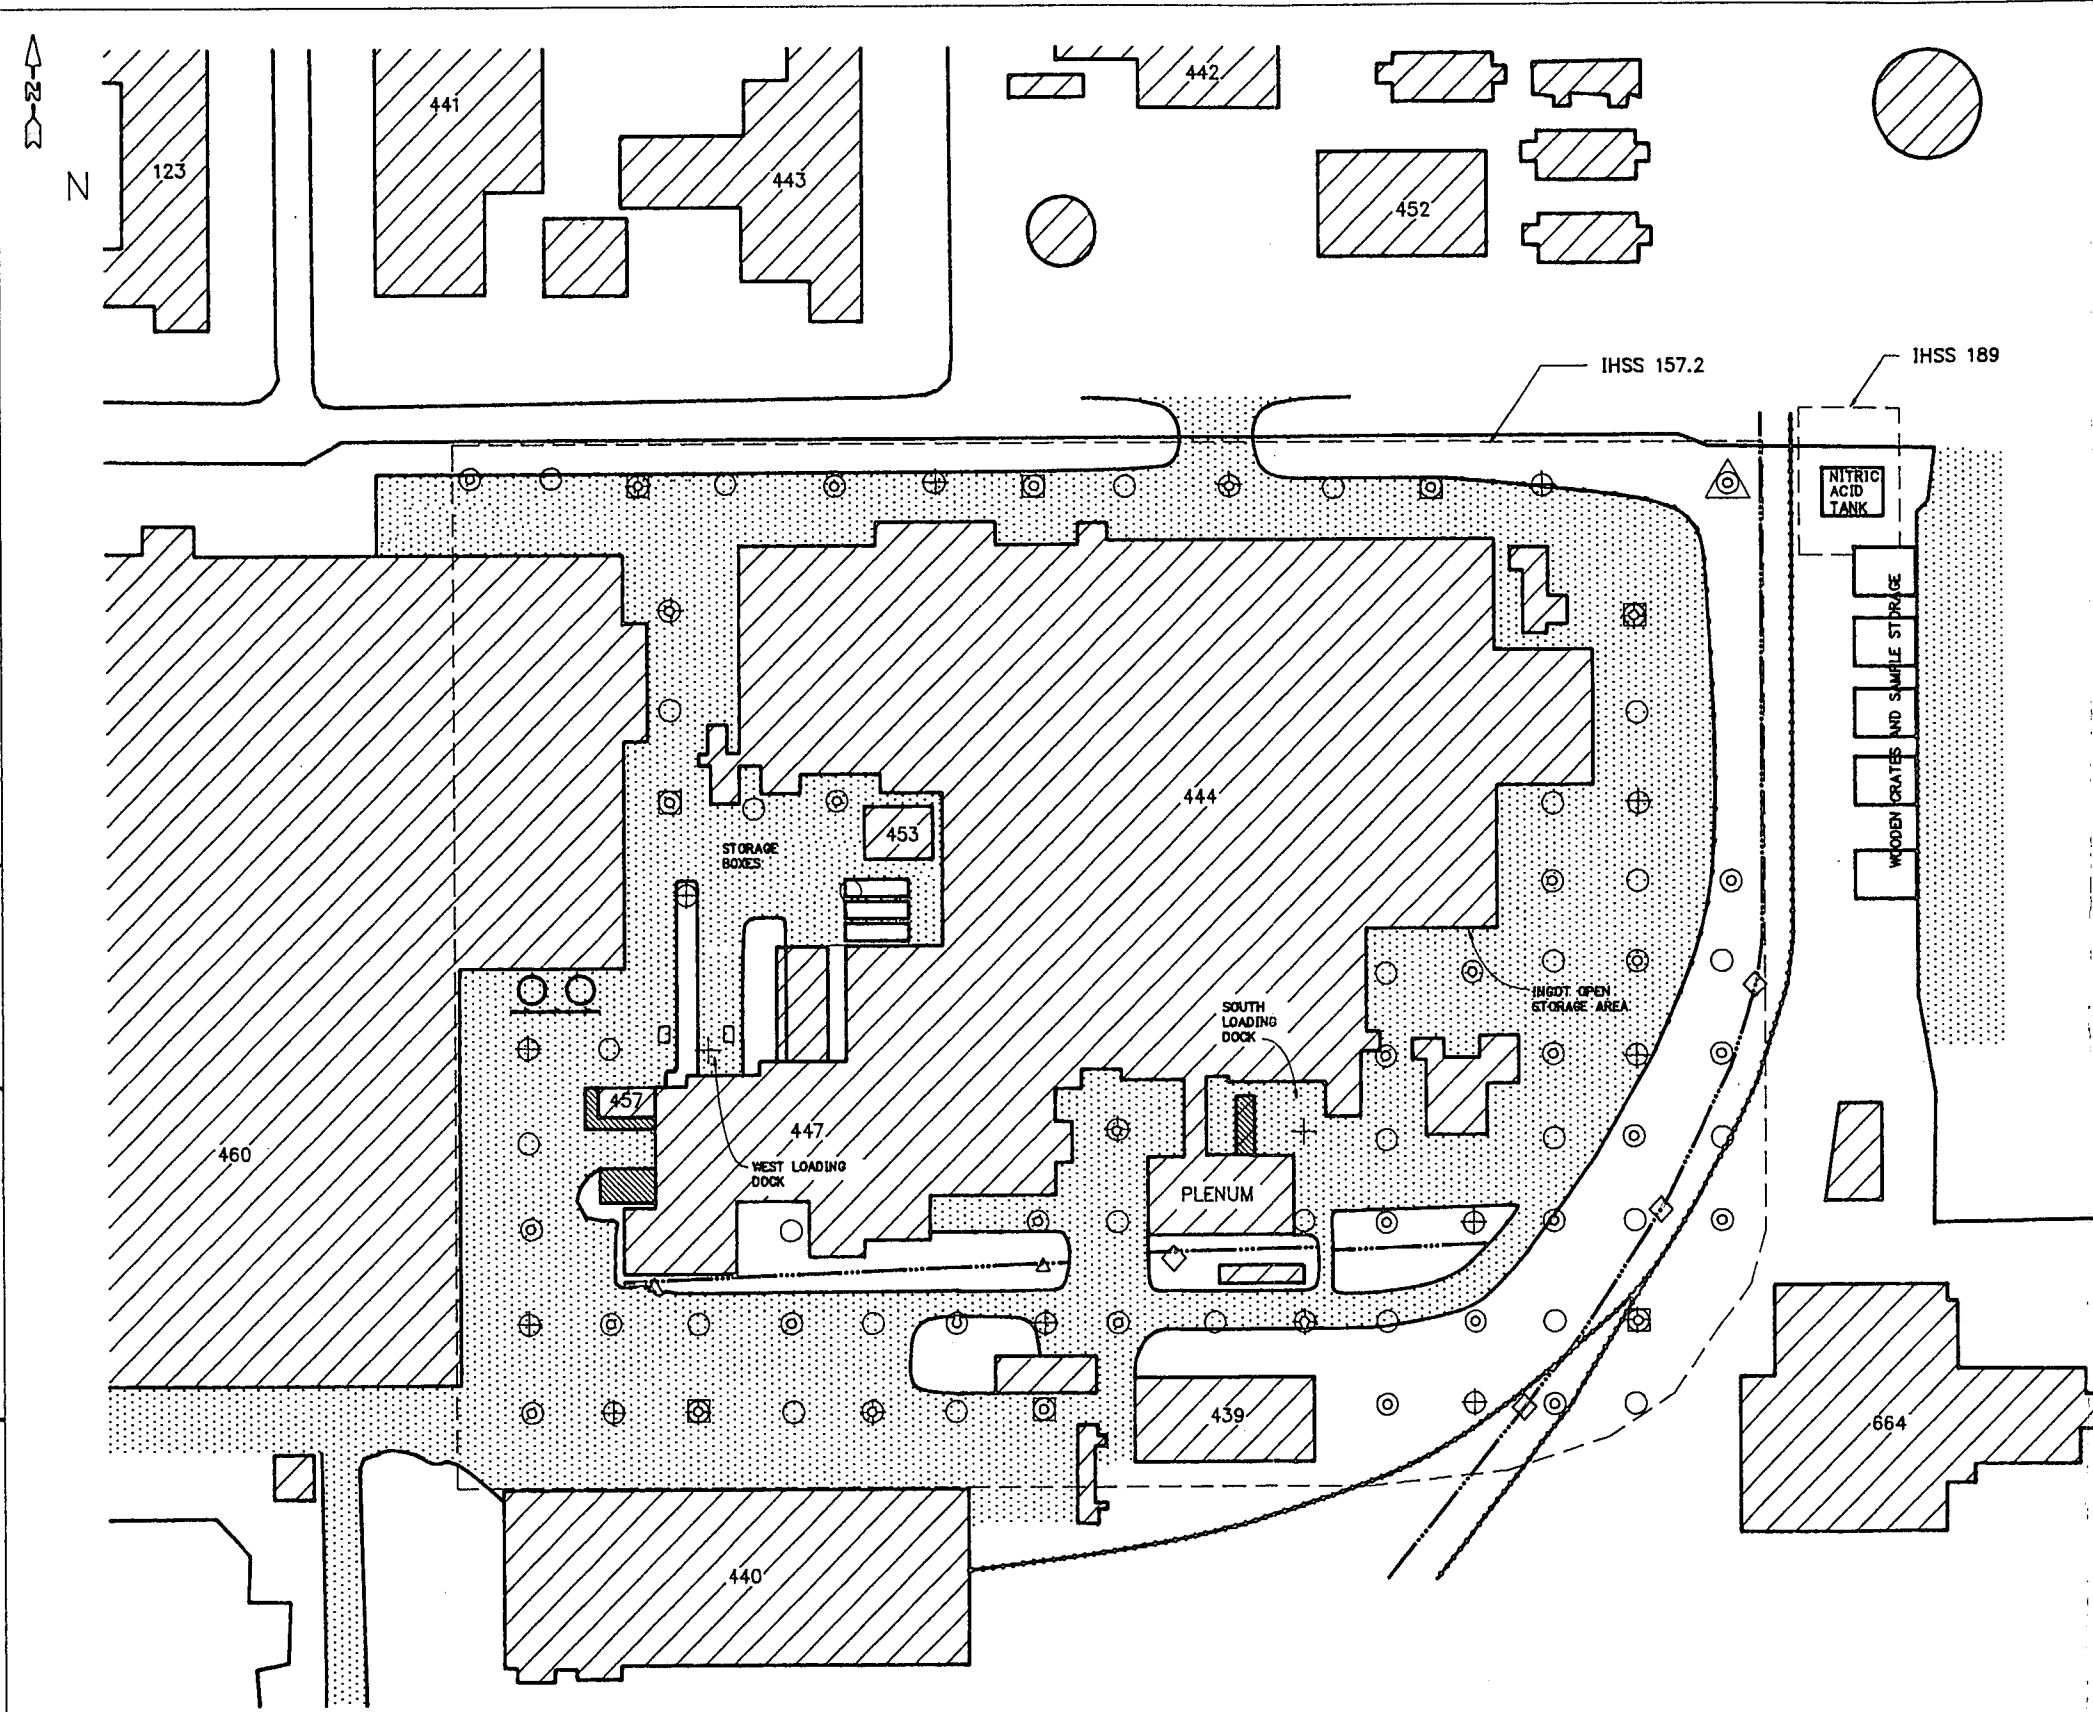 N
N
123
441
443
442
452
IHSS 157.2
IHSS 189
NITRIC
ACID
TANK
WOODEN CRATES AND SAMPLE STORAGE
444
453
STORAGE
BOXES
INGOT OPEN
STORAGE AREA
SOUTH
LOADING
DOCK
457
447
460
WEST LOADING
DOCK
PLENUM
439
664
440